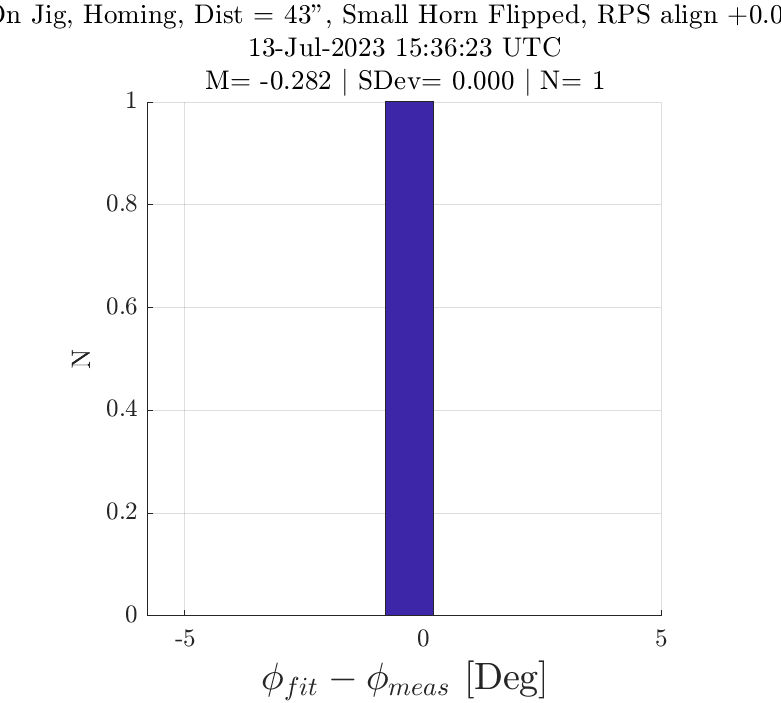 On Jig, Homing, Dist = 43", Small Horn Flipped, RPS align +0.0
13-Jul-2023 15:36:23 UTC
M= -0.282 | SDev= 0.000 | N= 1
1
0.8
0.6
0.4
0.2
0
N
-5 0 5
ϕ_fit − ϕ_meas [Deg]